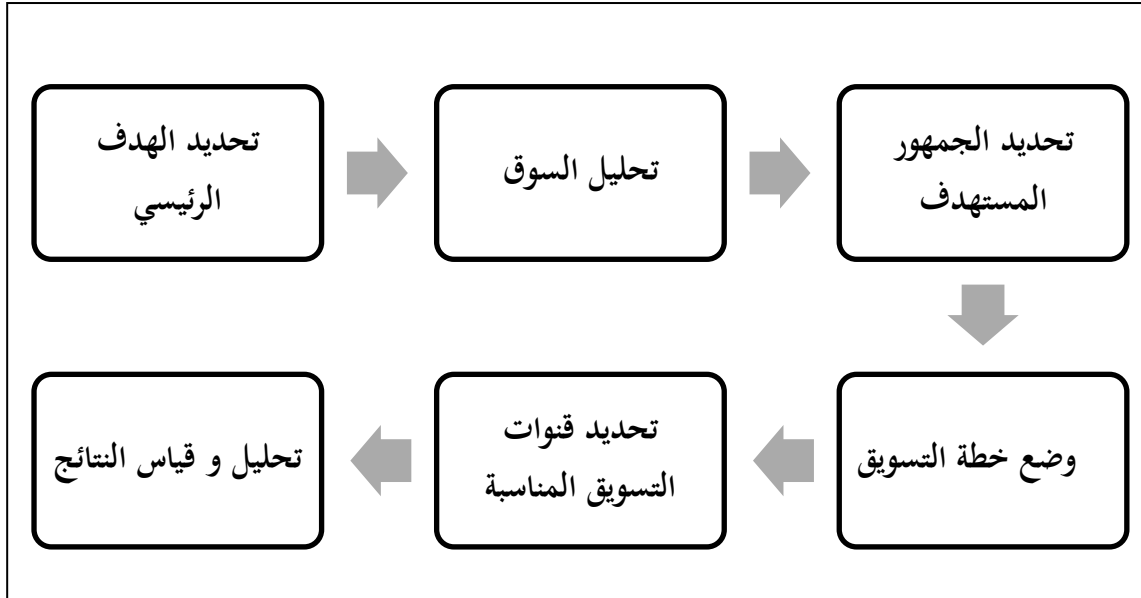 تحديد الهدف
الرئيسي
تحليل السوق
تحديد الجمهور
المستهدف
وضع خطة التسويق
تحديد قنوات
التسويق المناسبة
تحليل و قياس النتائج